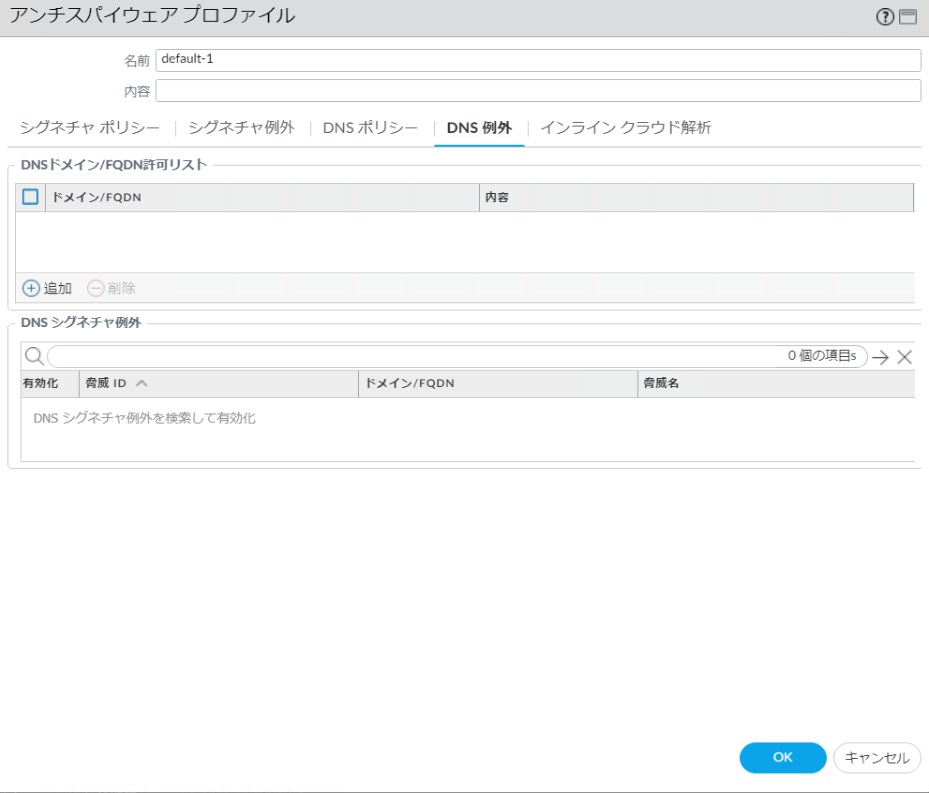 アンチスパイウェア プロファイル
名前 default-1
内容
シグネチャ ポリシー シグネチャ例外 DNS ポリシー DNS 例外 インライン クラウド解析
DNSドメイン/FQDN許可リスト
ドメイン/FQDN 内容
追加 削除
DNS シグネチャ例外
0 個の項目s
有効化 脅威 ID ドメイン/FQDN 脅威名
DNS シグネチャ例外を検索して有効化
OK キャンセル